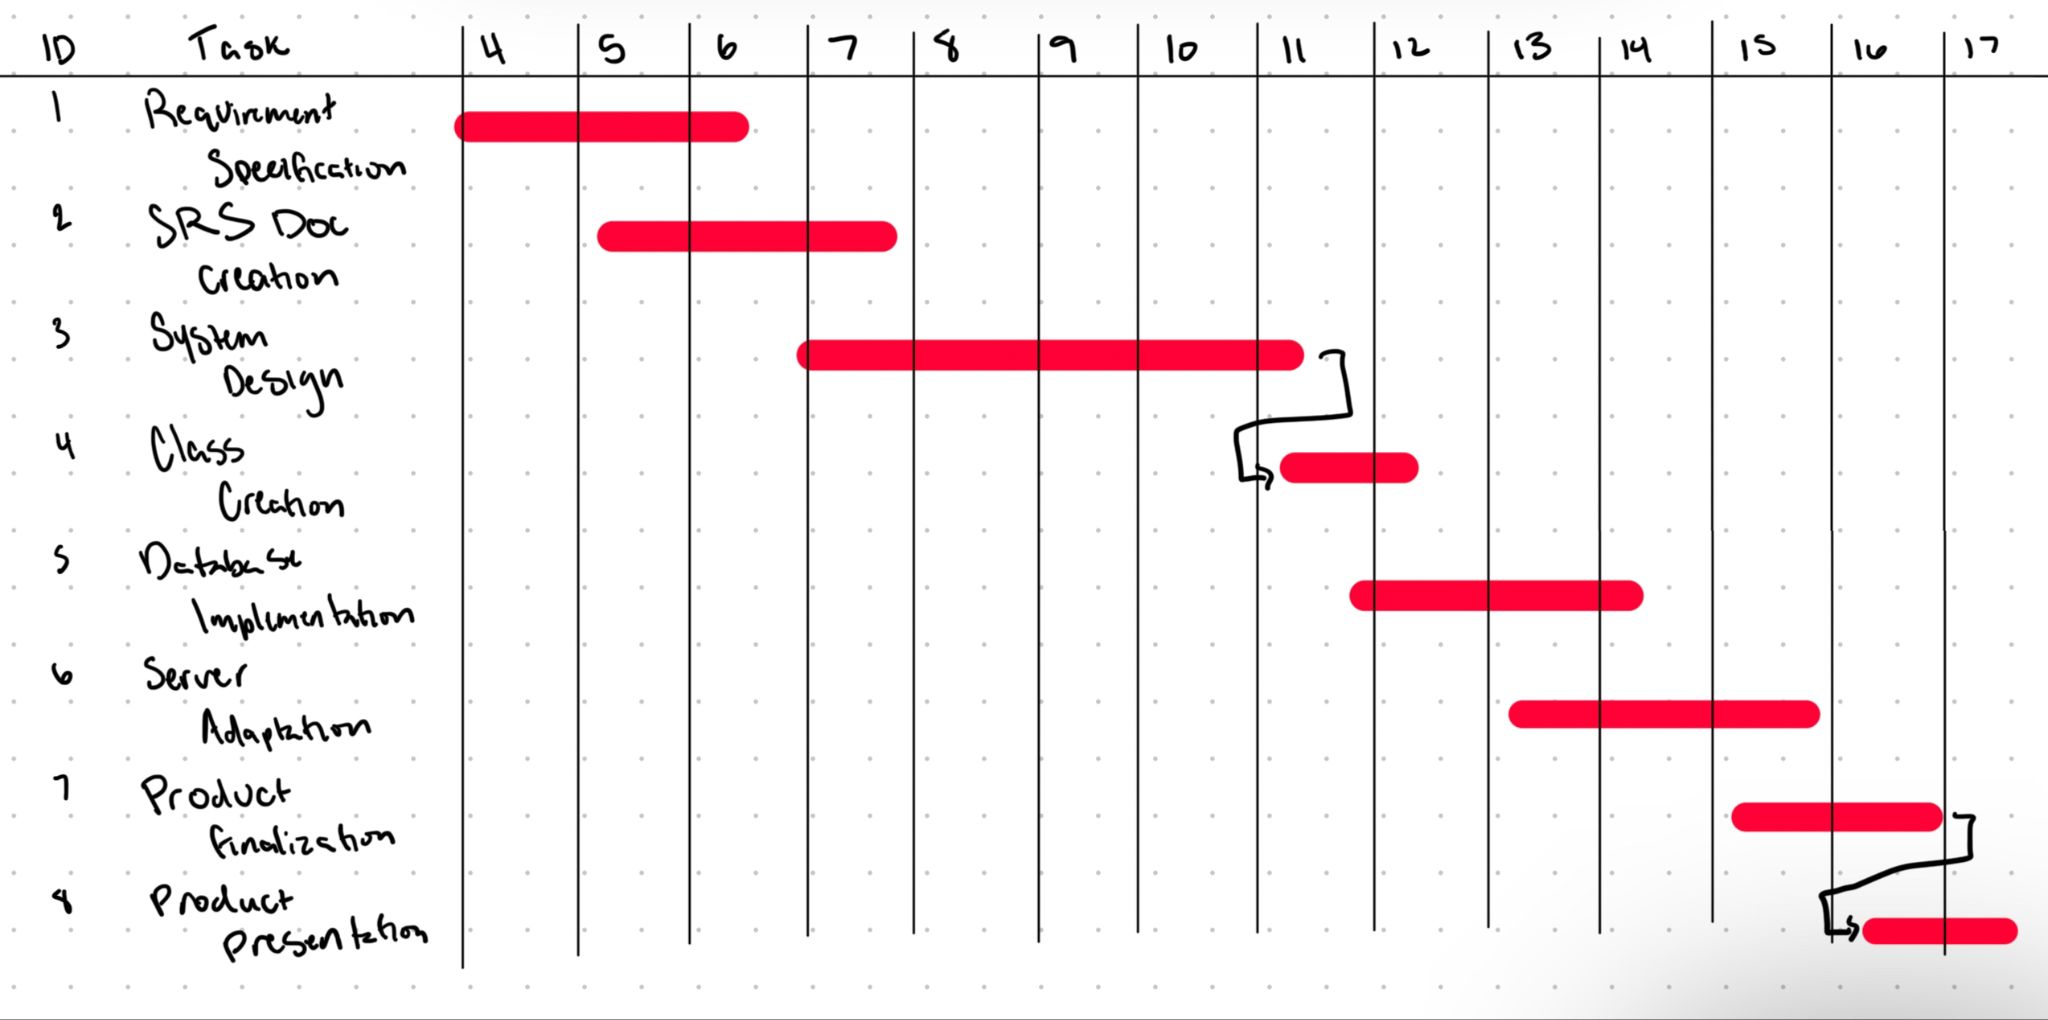 ID Task 4 5 6 7 8 9 10 11 12 13 14 15 16 17
1 Requirement
Specification
2 SRS Doc
Creation
3 System
Design
4 Class
Creation
5 Database
Implementation
6 Server
Adaptation
7 Product
finalization
8 Product
presentation